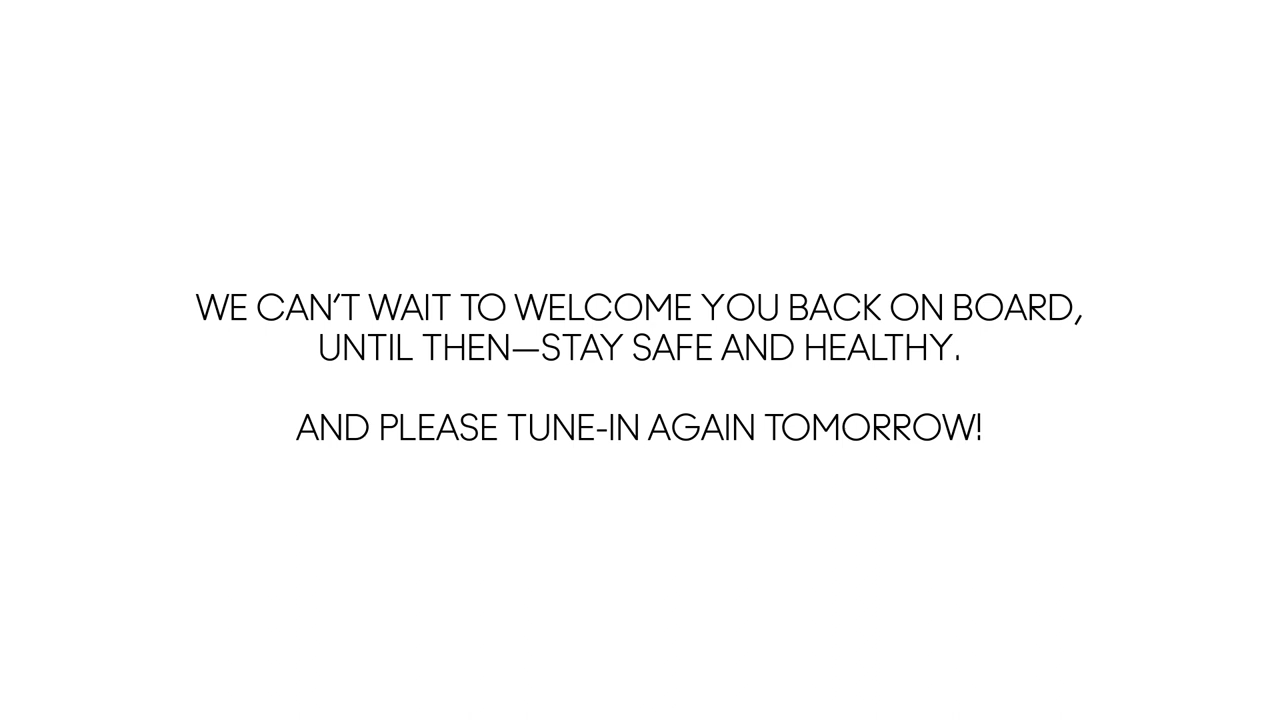 WE CAN’T WAIT TO WELCOME YOU BACK ON BOARD,
UNTIL THEN—STAY SAFE AND HEALTHY.
AND PLEASE TUNE-IN AGAIN TOMORROW!